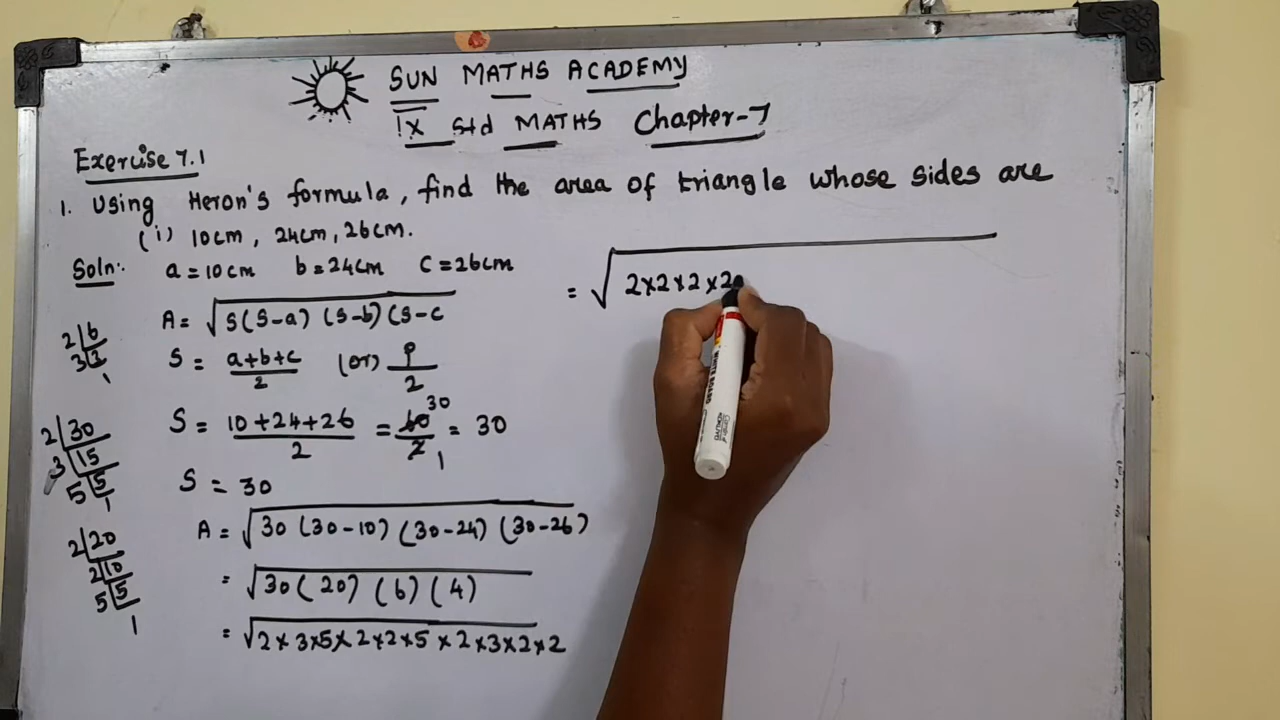 SUN MATHS ACADEMY
IX Std MATHS Chapter-7
Exercise 7.1
1. Using Heron's formula, find the area of triangle whose sides are
(i) 10cm, 24cm, 26cm.
Soln:. a=10cm b=24cm c=26cm
A= √S(S-a) (S-b) (S-c
S= a+b+c/2 (or) P/2
S= 10+24+26/2 = 60/2 = 30
30
1
S = 30
A= √30 (30-10) (30-24) (30-26)
= √30(20) (6) (4)
= √2×3×5×2×2×5×2×3×2×2
2 6
3 3
1
2 30
3 15
5 5
1
2 20
2 10
5 5
1
= √2×2×2×2